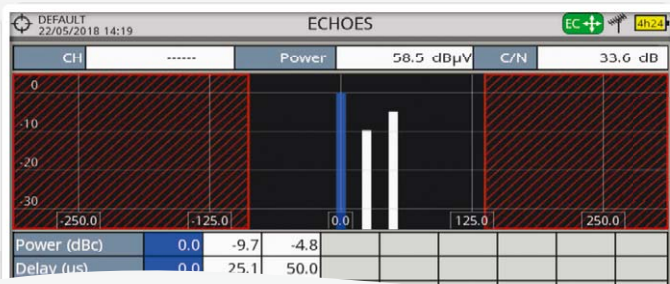 DEFAULT
22/05/2018 14:19
ECHOES
EC
4h24
CH ------ Power 58.5 dBµV C/N 33.6 dB
0
-10
-20
-30
-250.0 -125.0 0.0 125.0 250.0
Power (dBc) 0.0 -9.7 -4.8
Delay (µs) 0.0 25.1 50.0